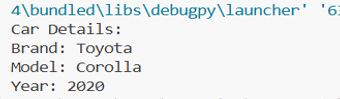 4\bundled\libs\debugpy\launcher'
Car Details:
Brand: Toyota
Model: Corolla
Year: 2020